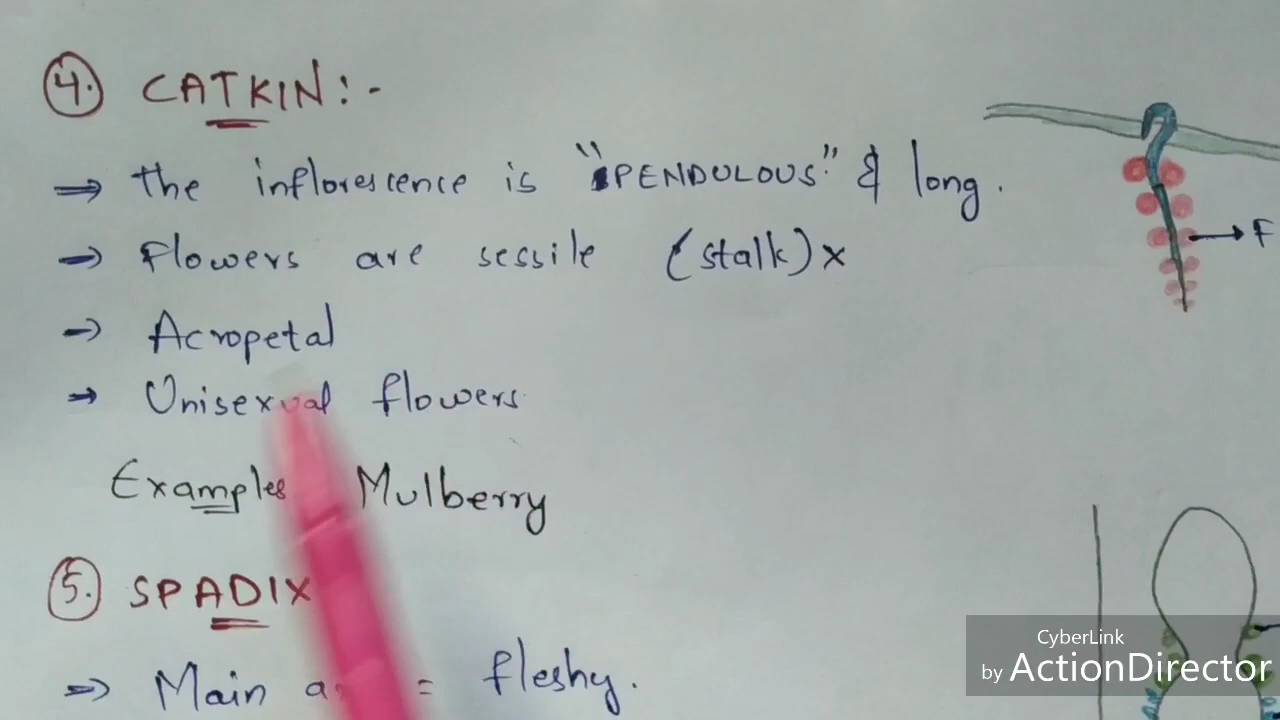 4. CATKIN:-
⇒ the inflorescence is "PENDULOUS" & long.
→ Flowers are sessile (stalk) x
→ F
→ Acropetal
→ Unisexual flowers
Examples Mulberry
5. SPADIX
⇒ Main = fleshy.
CyberLink
by ActionDirector